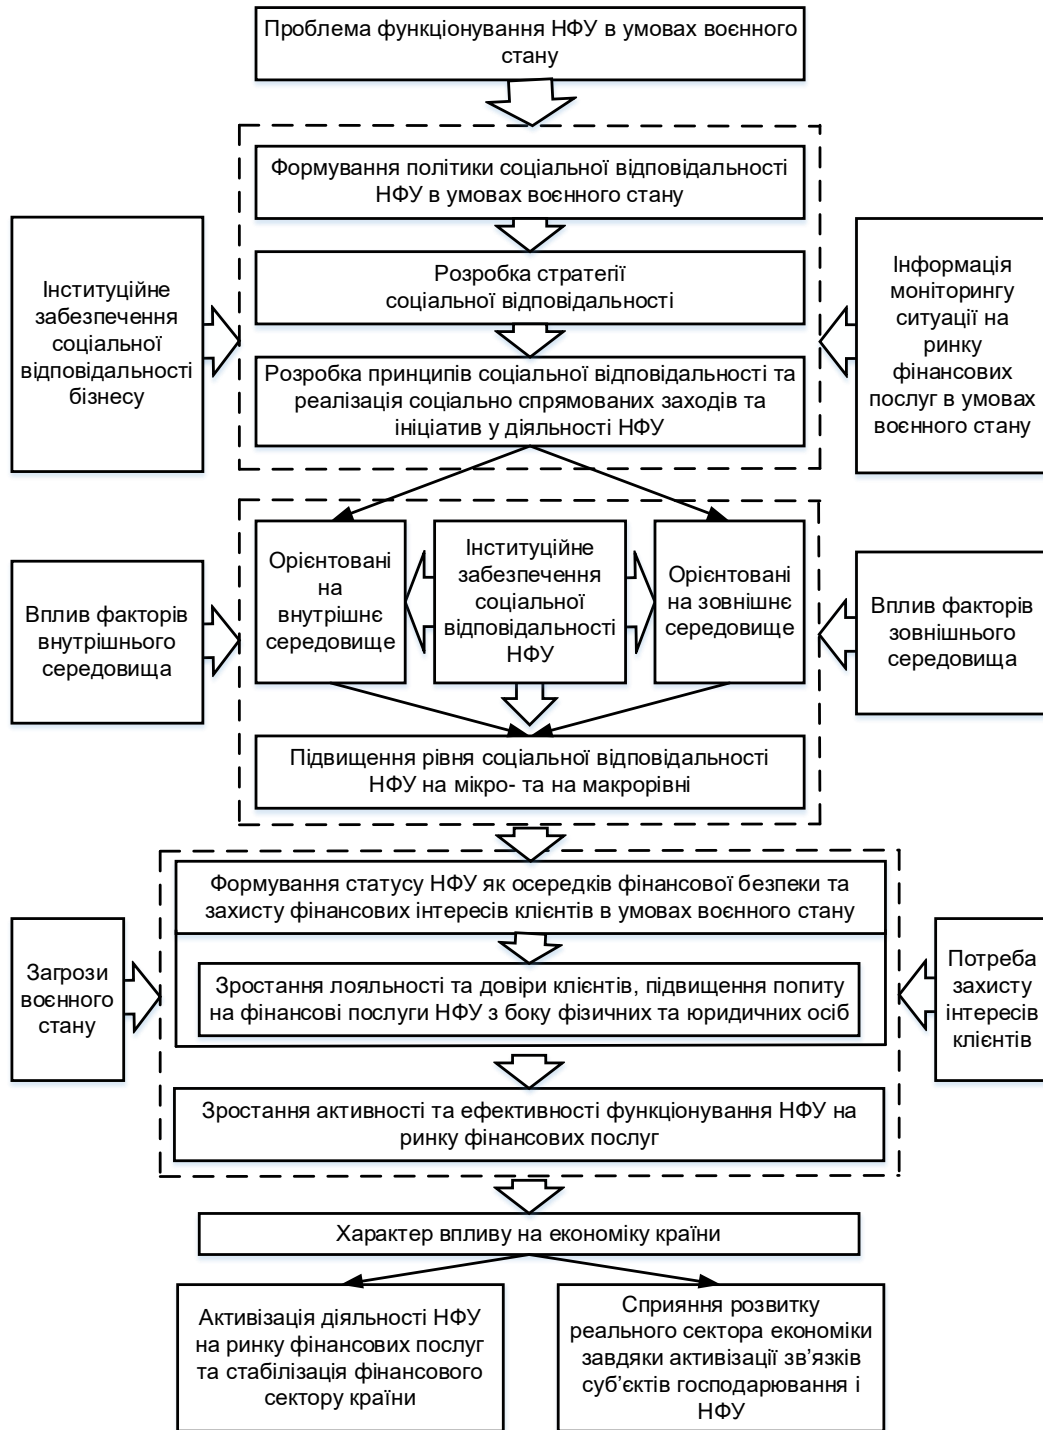 Проблема функціонування НФУ в умовах воєнного
стану
Формування політики соціальної відповідальності
НФУ в умовах воєнного стану
Розробка стратегії
соціальної відповідальності
Розробка принципів соціальної відповідальності та
реалізація соціально спрямованих заходів та
ініціатив у діяльності НФУ
Інституційне
забезпечення
соціальної
відповідальності
бізнесу
Інформація
моніторингу
ситуації на
ринку
фінансових
послуг в умовах
воєнного стану
Орієнтовані
на
внутрішнє
середовище
Інституційне
забезпечення
соціальної
відповідальності
НФУ
Орієнтовані
на зовнішнє
середовище
Вплив факторів
внутрішнього
середовища
Вплив факторів
зовнішнього
середовища
Підвищення рівня соціальної відповідальності
НФУ на мікро- та на макрорівні
Формування статусу НФУ як осередків фінансової безпеки та
захисту фінансових інтересів клієнтів в умовах воєнного стану
Зростання лояльності та довіри клієнтів, підвищення попиту
на фінансові послуги НФУ з боку фізичних та юридичних осіб
Загрози
воєнного
стану
Потреба
захисту
інтересів
клієнтів
Зростання активності та ефективності функціонування НФУ на
ринку фінансових послуг
Характер впливу на економіку країни
Активізація діяльності НФУ
на ринку фінансових послуг
та стабілізація фінансового
сектору країни
Сприяння розвитку
реального сектора економіки
завдяки активізації зв’язків
суб’єктів господарювання і
НФУ